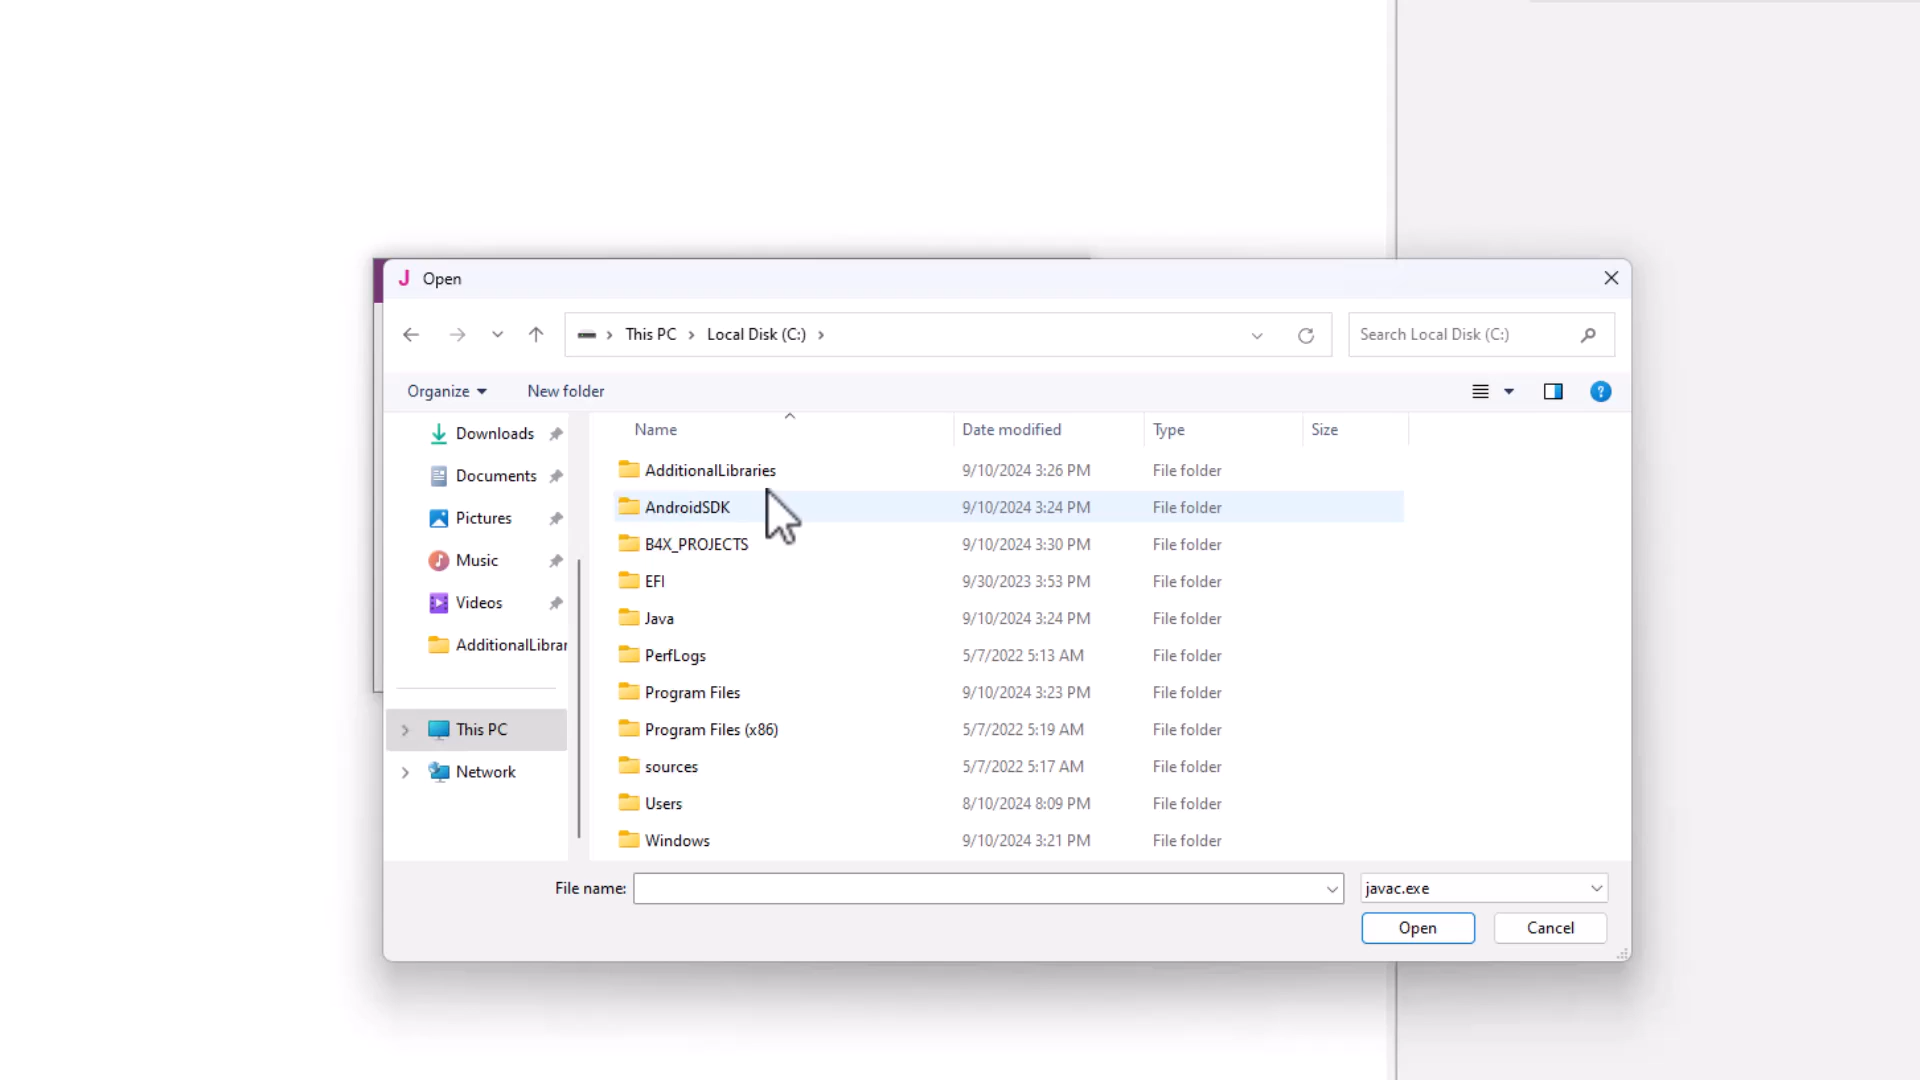 J Open
This PC Local Disk (C:)
Search Local Disk (C:)
Organize New folder
?
Downloads
Documents
Pictures
Music
Videos
AdditionalLibrar
This PC
Network
Name Date modified Type Size
AdditionalLibraries 9/10/2024 3:26 PM File folder
AndroidSDK 9/10/2024 3:24 PM File folder
B4X_PROJECTS 9/10/2024 3:30 PM File folder
EFI 9/30/2023 3:53 PM File folder
Java 9/10/2024 3:24 PM File folder
PerfLogs 5/7/2022 5:13 AM File folder
Program Files 9/10/2024 3:23 PM File folder
Program Files (x86) 5/7/2022 5:19 AM File folder
sources 5/7/2022 5:17 AM File folder
Users 8/10/2024 8:09 PM File folder
Windows 9/10/2024 3:21 PM File folder
File name: javac.exe
Open Cancel